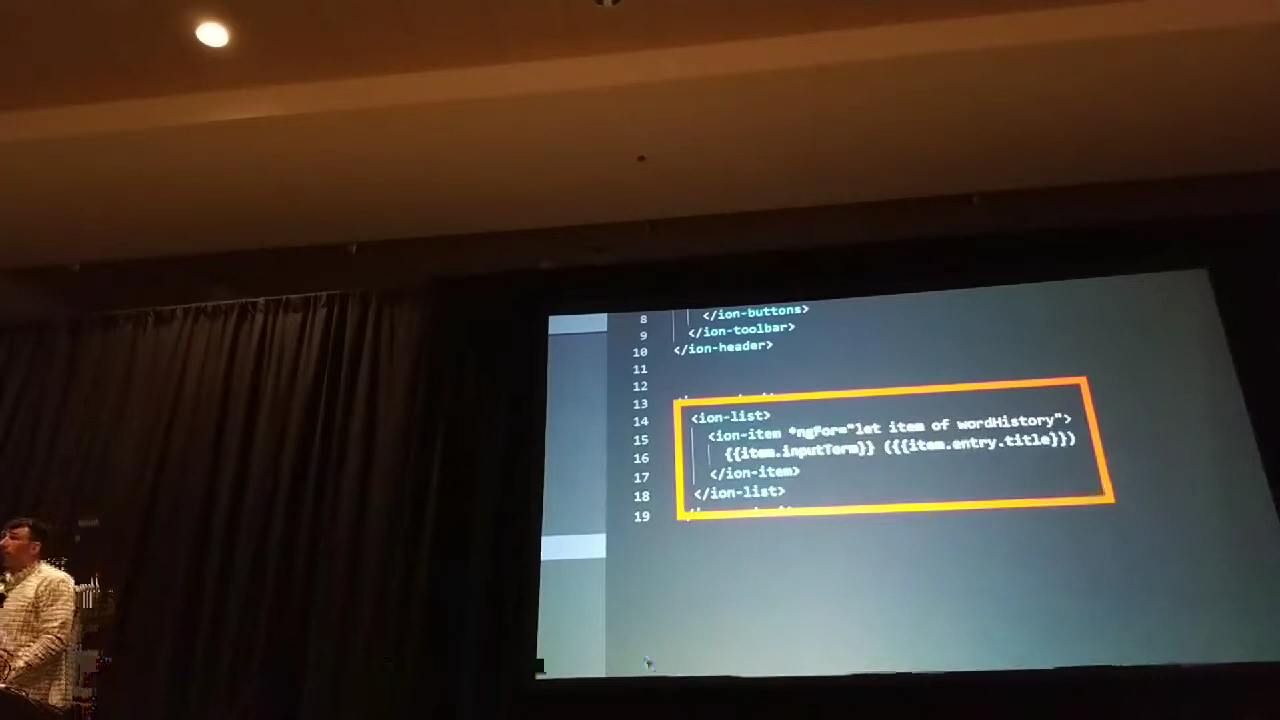 8 </ion-buttons>
9 </ion-toolbar>
10 </ion-header>
11
12
13
14 <ion-list>
15 <ion-item *ngFor="let item of wordHistory">
16 {{item.inputTerm}} ({{item.entry.title}})
17 </ion-item>
18 </ion-list>
19